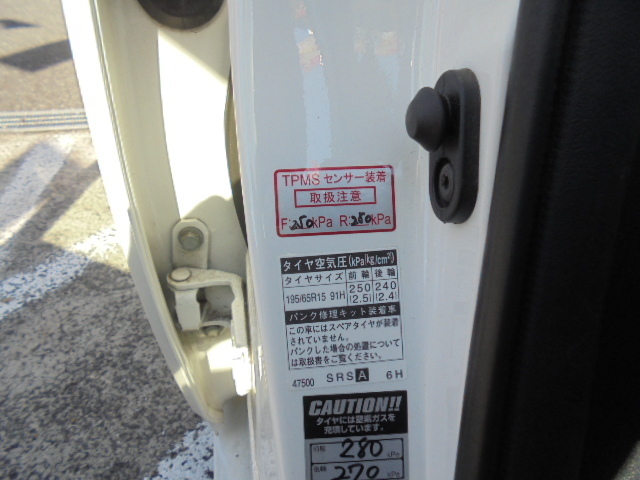 TPMS センサー装着
取扱注意
F:250kPa R:250kPa
タイヤ空気圧(kPa(kg/cm²))
タイヤサイズ 前輪 後輪
195/65R15 91H 250 240
(2.5) (2.4)
パンク修理キット装着車
この車にはスペアタイヤが装着
されていません。
パンクした場合の処置について
は取扱書をご覧ください。
47500 SRS A 6H
CAUTION!!
タイヤには窒素ガスを
充填しています。
前輪 280 kPa
後輪 270 kPa